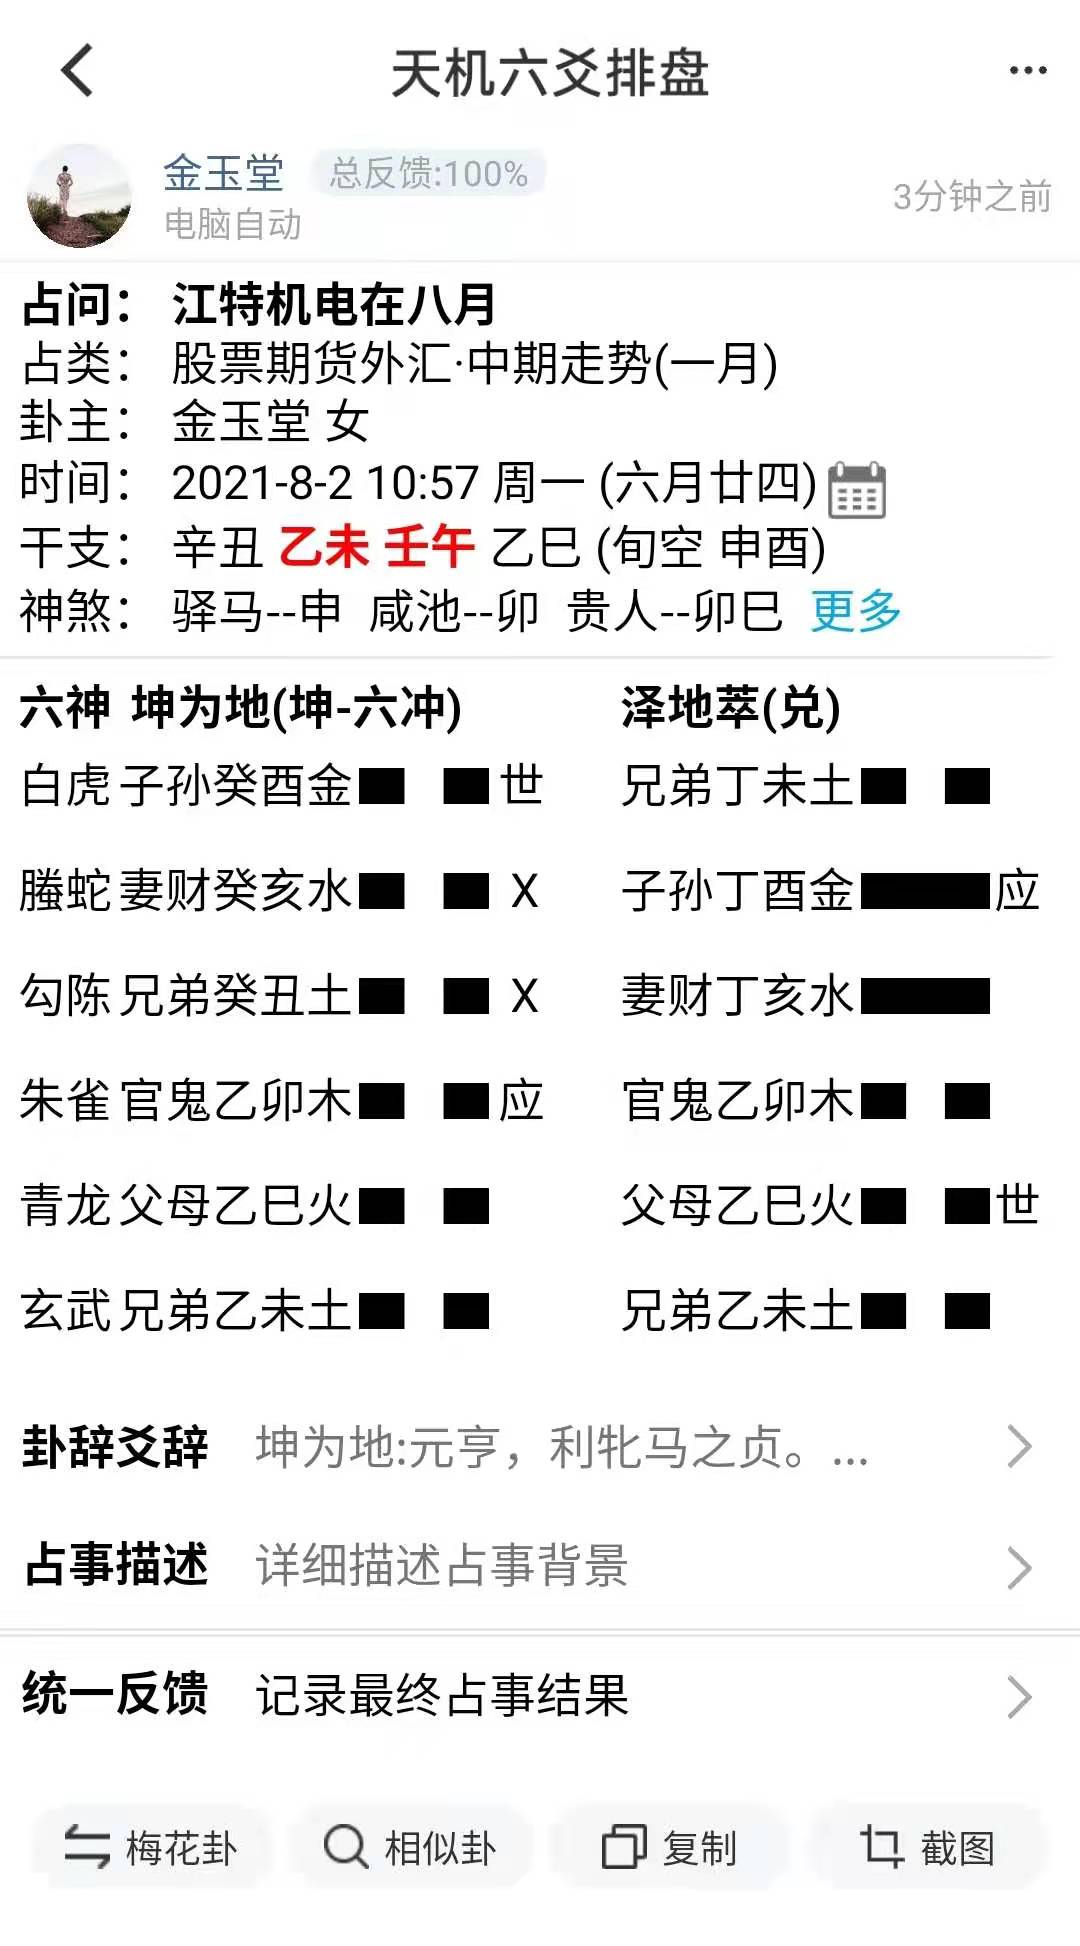 天机六爻排盘
金玉堂 总反馈:100%
电脑自动
3分钟之前
占问： 江特机电在八月
占类： 股票期货外汇·中期走势(一月)
卦主： 金玉堂 女
时间： 2021-8-2 10:57 周一 (六月廿四)
干支： 辛丑 乙未 壬午 乙巳 (旬空 申酉)
神煞： 驿马--申 咸池--卯 贵人--卯巳 更多
六神 坤为地(坤-六冲) 泽地萃(兑)
白虎 子孙癸酉金 世 兄弟丁未土
螣蛇 妻财癸亥水 X 子孙丁酉金 应
勾陈 兄弟癸丑土 X 妻财丁亥水
朱雀 官鬼乙卯木 应 官鬼乙卯木
青龙 父母乙巳火 父母乙巳火 世
玄武 兄弟乙未土 兄弟乙未土
卦辞爻辞 坤为地:元亨，利牝马之贞。...
占事描述 详细描述占事背景
统一反馈 记录最终占事结果
梅花卦 相似卦 复制 截图